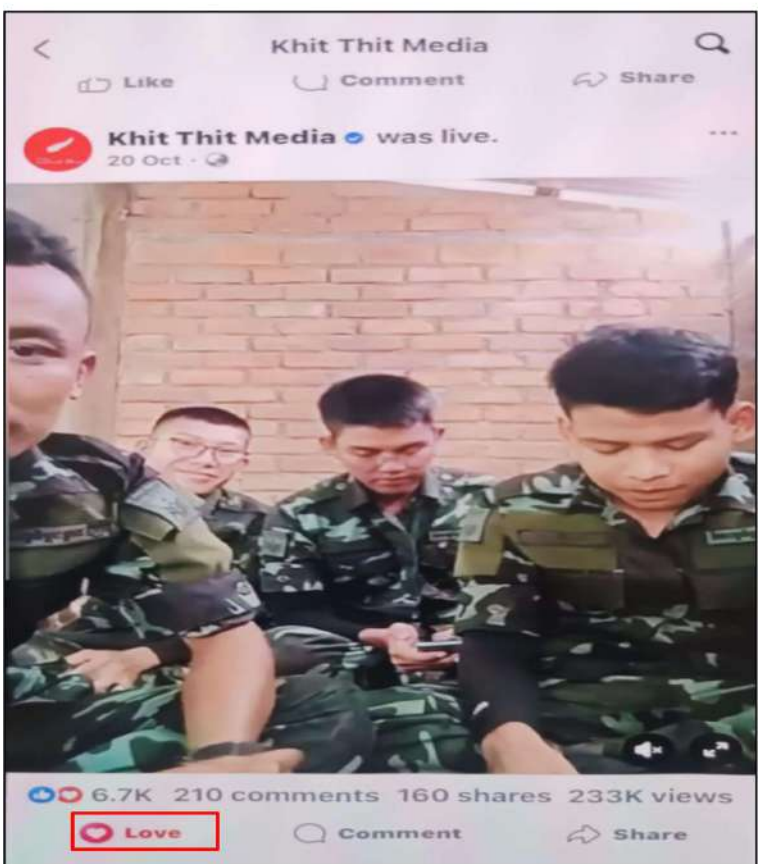 Khit Thit Media
Like Comment Share
Khit Thit Media was live.
20 Oct
6.7K 210 comments 160 shares 233K views
Love Comment Share